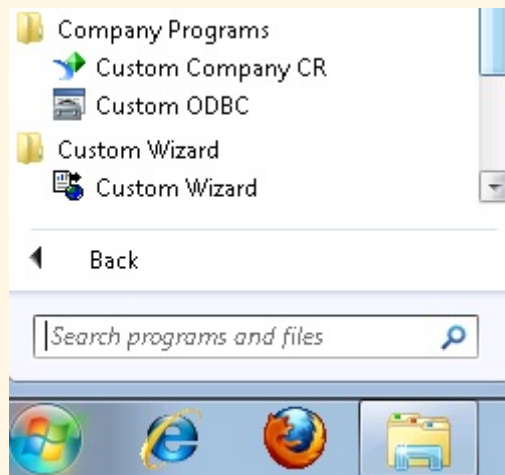 Company Programs
Custom Company CR
Custom ODBC
Custom Wizard
Custom Wizard
Back
Search programs and files